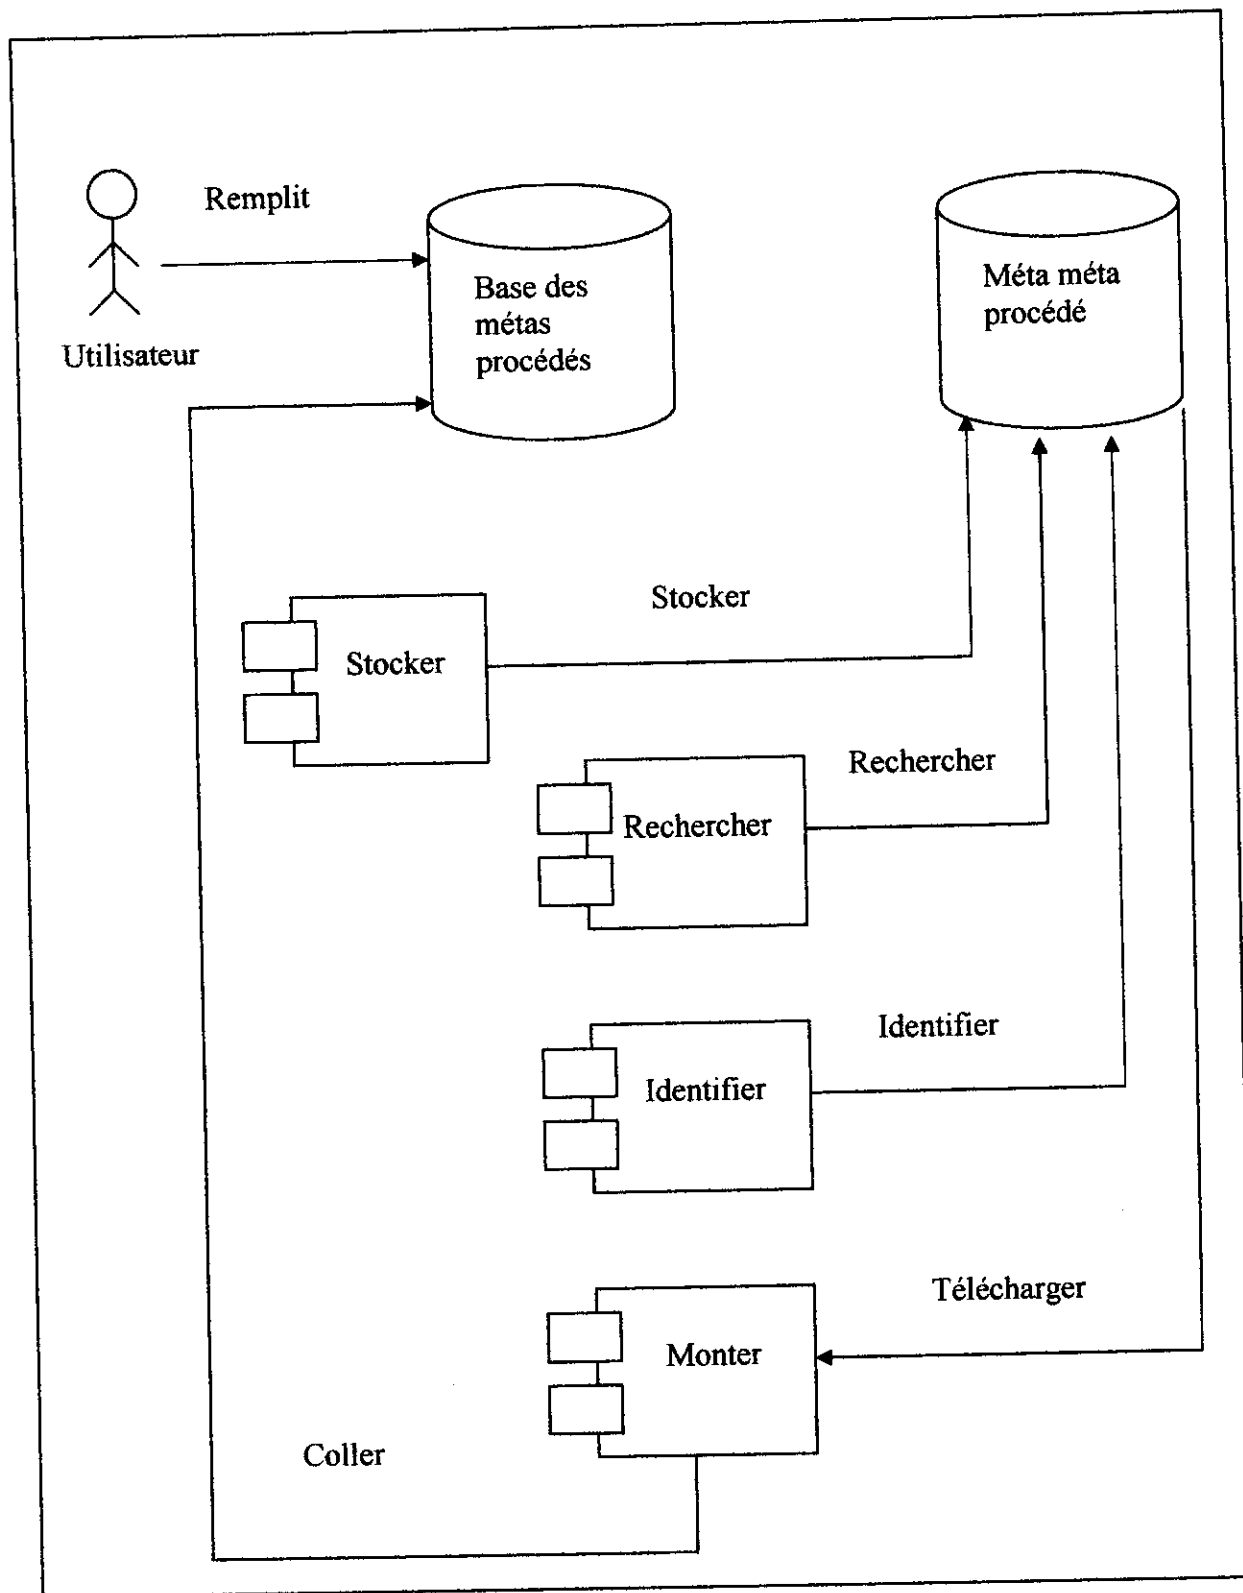 Remplit
Base des
métas
procédés
Méta méta
procédé
Utilisateur
Stocker
Stocker
Rechercher
Rechercher
Identifier
Identifier
Télécharger
Monter
Coller